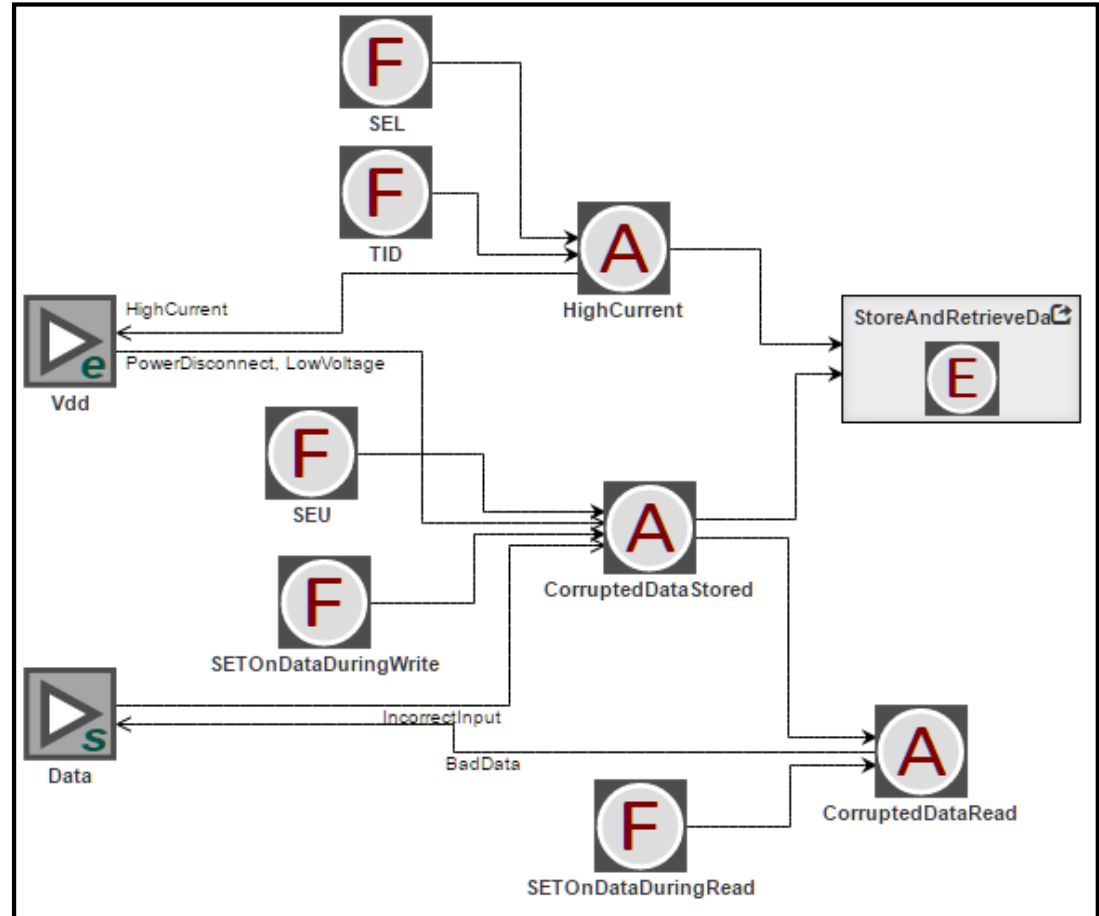 F
SEL
F
TID
A
HighCurrent
HighCurrent
PowerDisconnect, LowVoltage
e
Vdd
StoreAndRetrieveDa
E
F
SEU
A
CorruptedDataStored
F
SETOnDataDuringWrite
s
Data
IncorrectInput
BadData
A
CorruptedDataRead
F
SETOnDataDuringRead